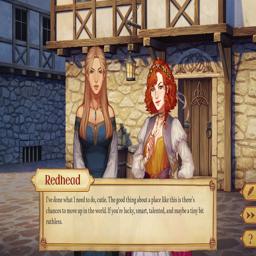 Redhead
I've done what I need to do, cutie. The good thing about a place like this is there's
chances to move up in the world. If you're lucky, smart, talented, and maybe a tiny bit
ruthless.
?